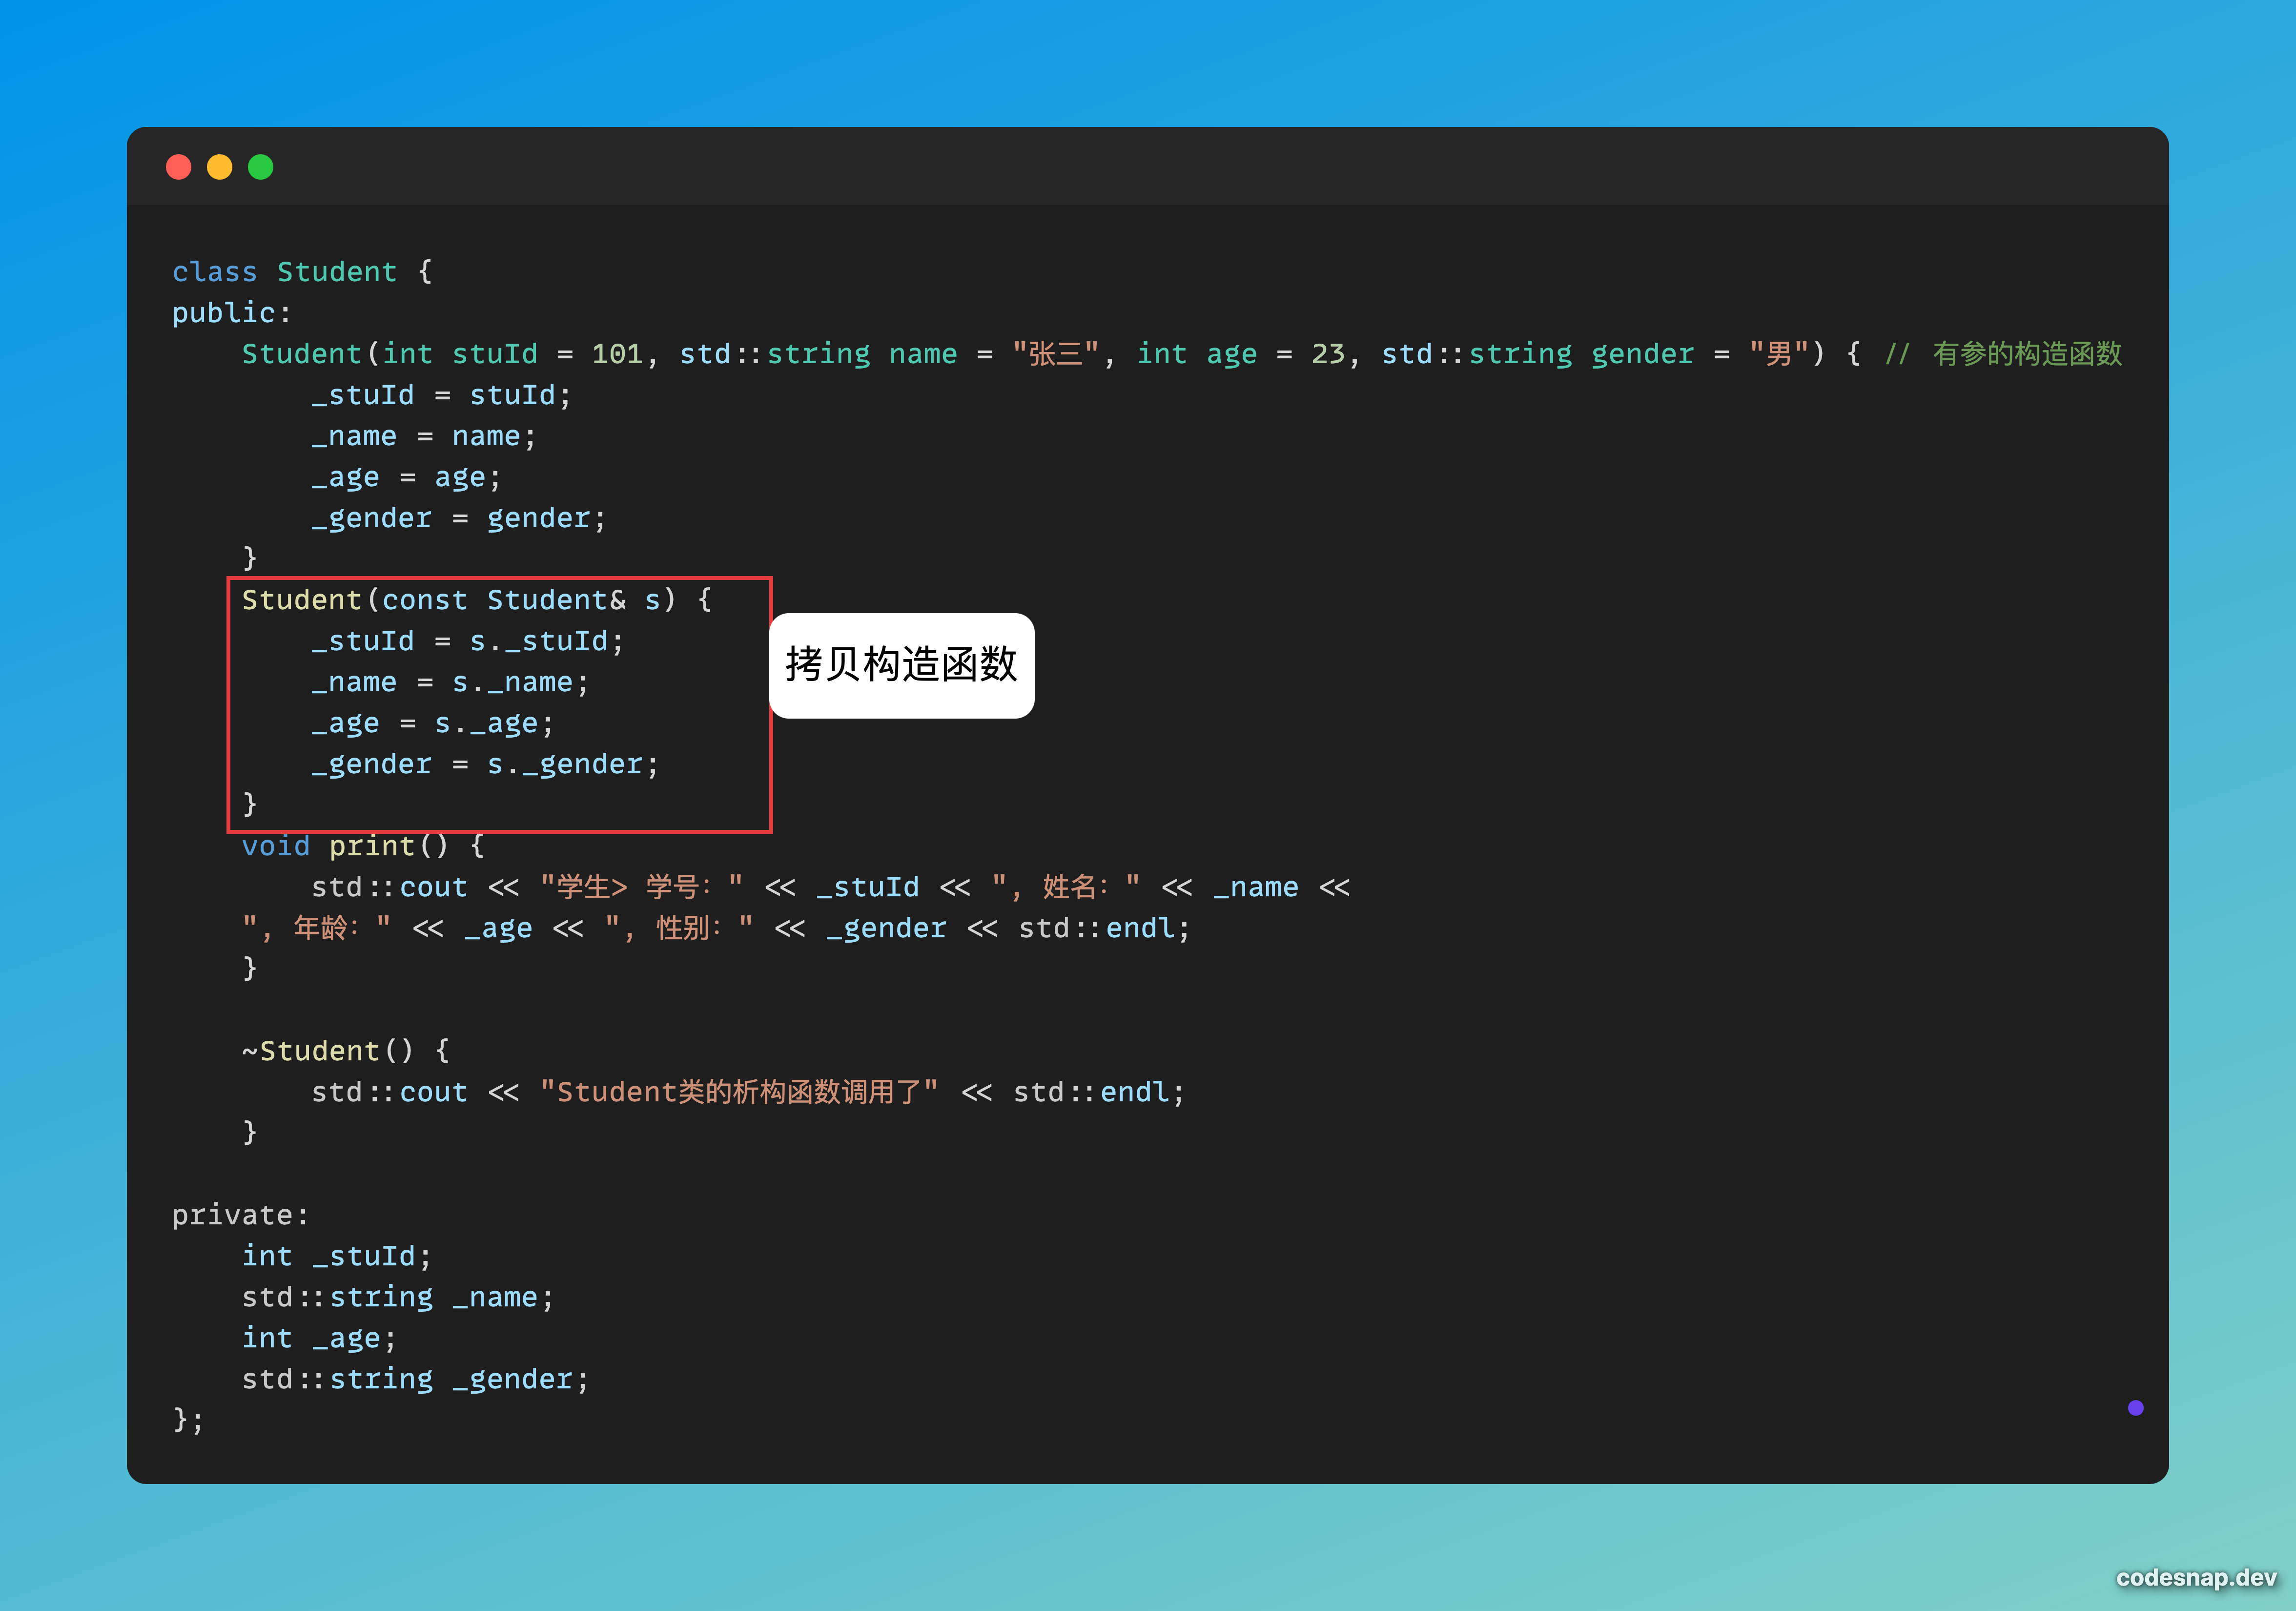 class Student {
public:
    Student(int stuId = 101, std::string name = "张三", int age = 23, std::string gender = "男") { // 有参的构造函数
        _stuId = stuId;
        _name = name;
        _age = age;
        _gender = gender;
    }
    Student(const Student& s) {
        _stuId = s._stuId;
        _name = s._name;
        _age = s._age;
        _gender = s._gender;
    }
拷贝构造函数
    void print() {
        std::cout << "学生> 学号：" << _stuId << ", 姓名：" << _name <<
    ", 年龄：" << _age << ", 性别：" << _gender << std::endl;
    }
    ~Student() {
        std::cout << "Student类的析构函数调用了" << std::endl;
    }
private:
    int _stuId;
    std::string _name;
    int _age;
    std::string _gender;
};
codesnap.dev